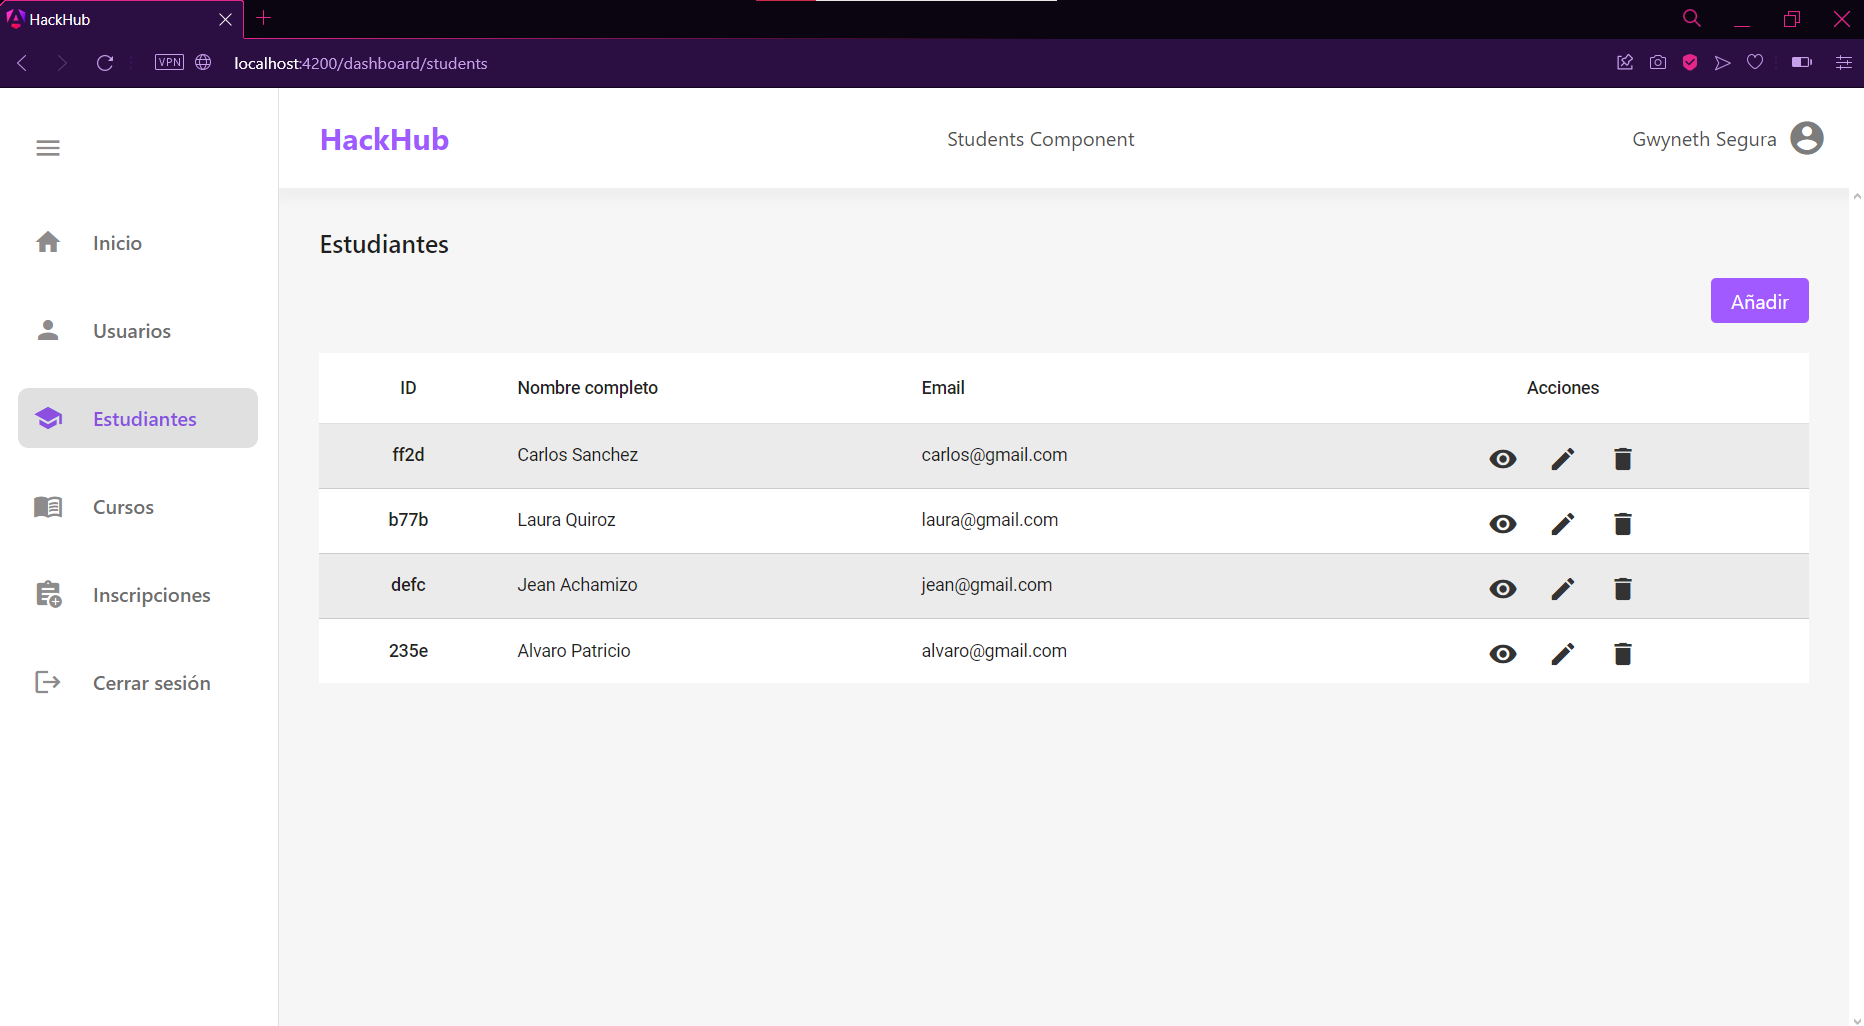 HackHub
VPN
localhost:4200/dashboard/students
HackHub
Students Component
Gwyneth Segura
Inicio
Usuarios
Estudiantes
Cursos
Inscripciones
Cerrar sesión
Estudiantes
Añadir
ID Nombre completo Email Acciones
ff2d Carlos Sanchez carlos@gmail.com
b77b Laura Quiroz laura@gmail.com
defc Jean Achamizo jean@gmail.com
235e Alvaro Patricio alvaro@gmail.com